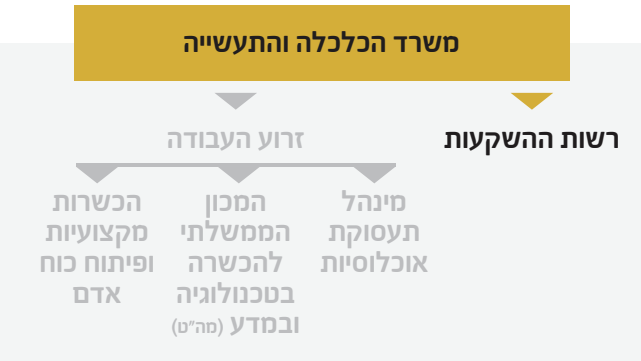 משרד הכלכלה והתעשייה
רשות ההשקעות
זרוע העבודה
מינהל
תעסוקת
אוכלוסיות
המכון
הממשלתי
להכשרה
בטכנולוגיה
ובמדע (מה"ט)
הכשרות
מקצועיות
ופיתוח כוח
אדם